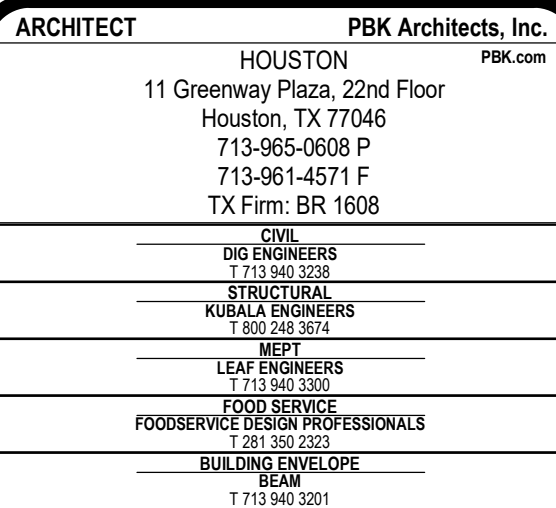 ARCHITECT PBK Architects, Inc.
HOUSTON PBK.com
11 Greenway Plaza, 22nd Floor
Houston, TX 77046
713-965-0608 P
713-961-4571 F
TX Firm: BR 1608
CIVIL
DIG ENGINEERS
T 713 940 3238
STRUCTURAL
KUBALA ENGINEERS
T 800 248 3674
MEPT
LEAF ENGINEERS
T 713 940 3300
FOOD SERVICE
FOODSERVICE DESIGN PROFESSIONALS
T 281 350 2323
BUILDING ENVELOPE
BEAM
T 713 940 3201